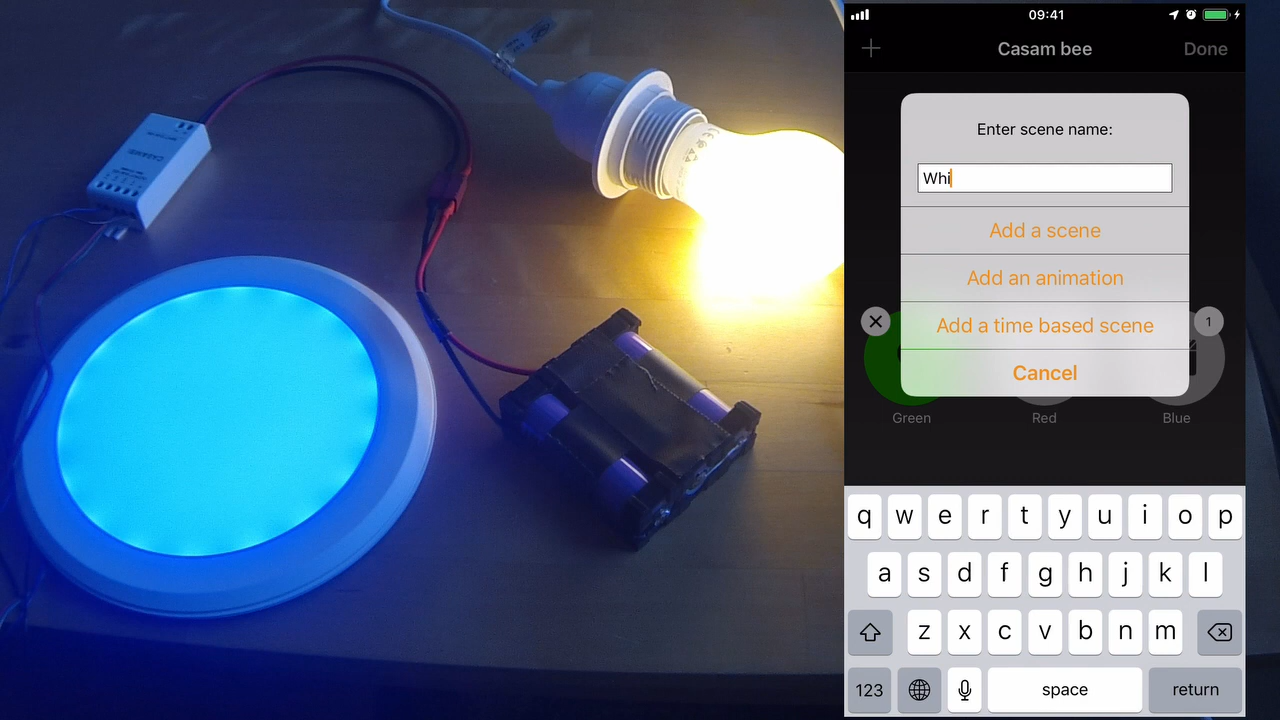 CASAMBI
09:41
Casam bee
Done
Enter scene name:
Whi
Add a scene
Add an animation
Add a time based scene
Cancel
1
Green
Red
Blue
q w e r t y u i o p
a s d f g h j k l
z x c v b n m
123
space
return